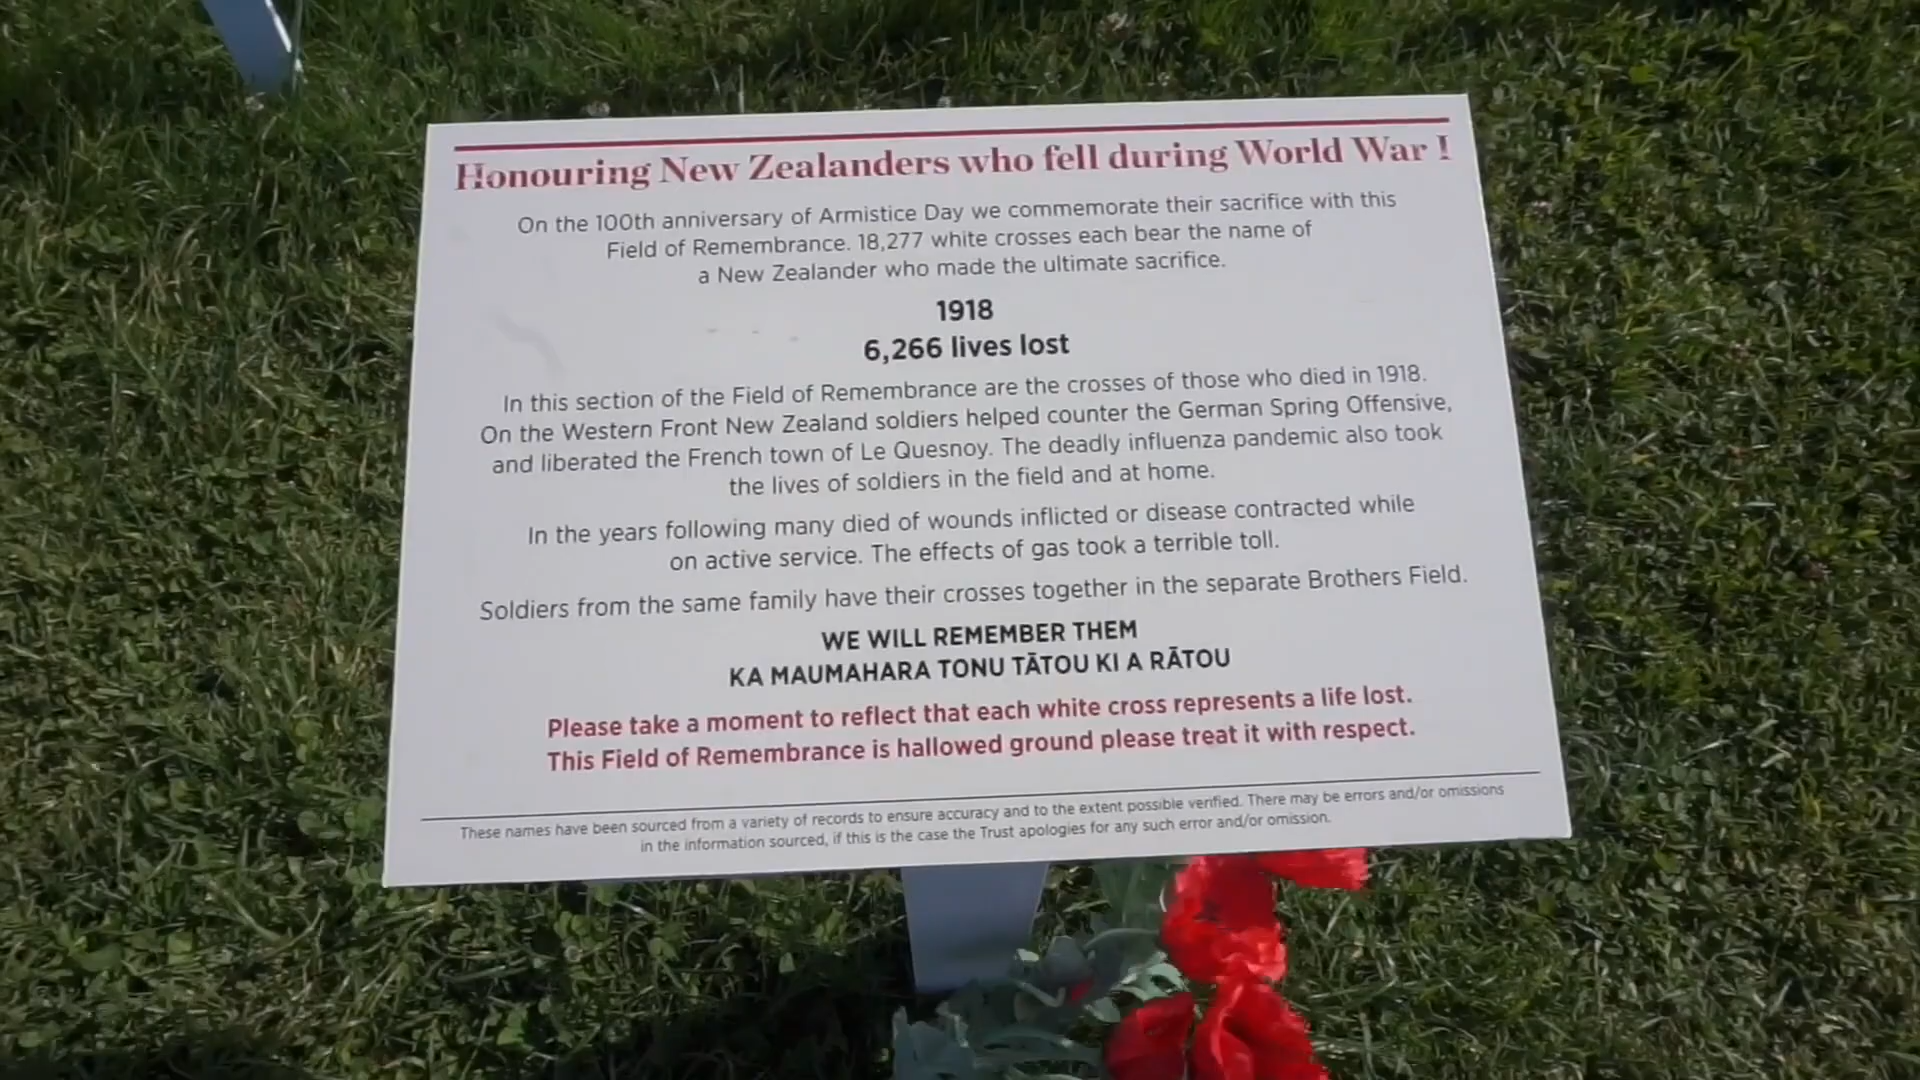 Honouring New Zealanders who fell during World War I
On the 100th anniversary of Armistice Day we commemorate their sacrifice with this
Field of Remembrance. 18,277 white crosses each bear the name of
a New Zealander who made the ultimate sacrifice.
1918
6,266 lives lost
In this section of the Field of Remembrance are the crosses of those who died in 1918.
On the Western Front New Zealand soldiers helped counter the German Spring Offensive,
and liberated the French town of Le Quesnoy. The deadly influenza pandemic also took
the lives of soldiers in the field and at home.
In the years following many died of wounds inflicted or disease contracted while
on active service. The effects of gas took a terrible toll.
Soldiers from the same family have their crosses together in the separate Brothers Field.
WE WILL REMEMBER THEM
KA MAUMAHARA TONU TĀTOU KI A RĀTOU
Please take a moment to reflect that each white cross represents a life lost.
This Field of Remembrance is hallowed ground please treat it with respect.
These names have been sourced from a variety of records to ensure accuracy and to the extent possible verified. There may be errors and/or omissions
in the information sourced, if this is the case the Trust apologies for any such error and/or omission.